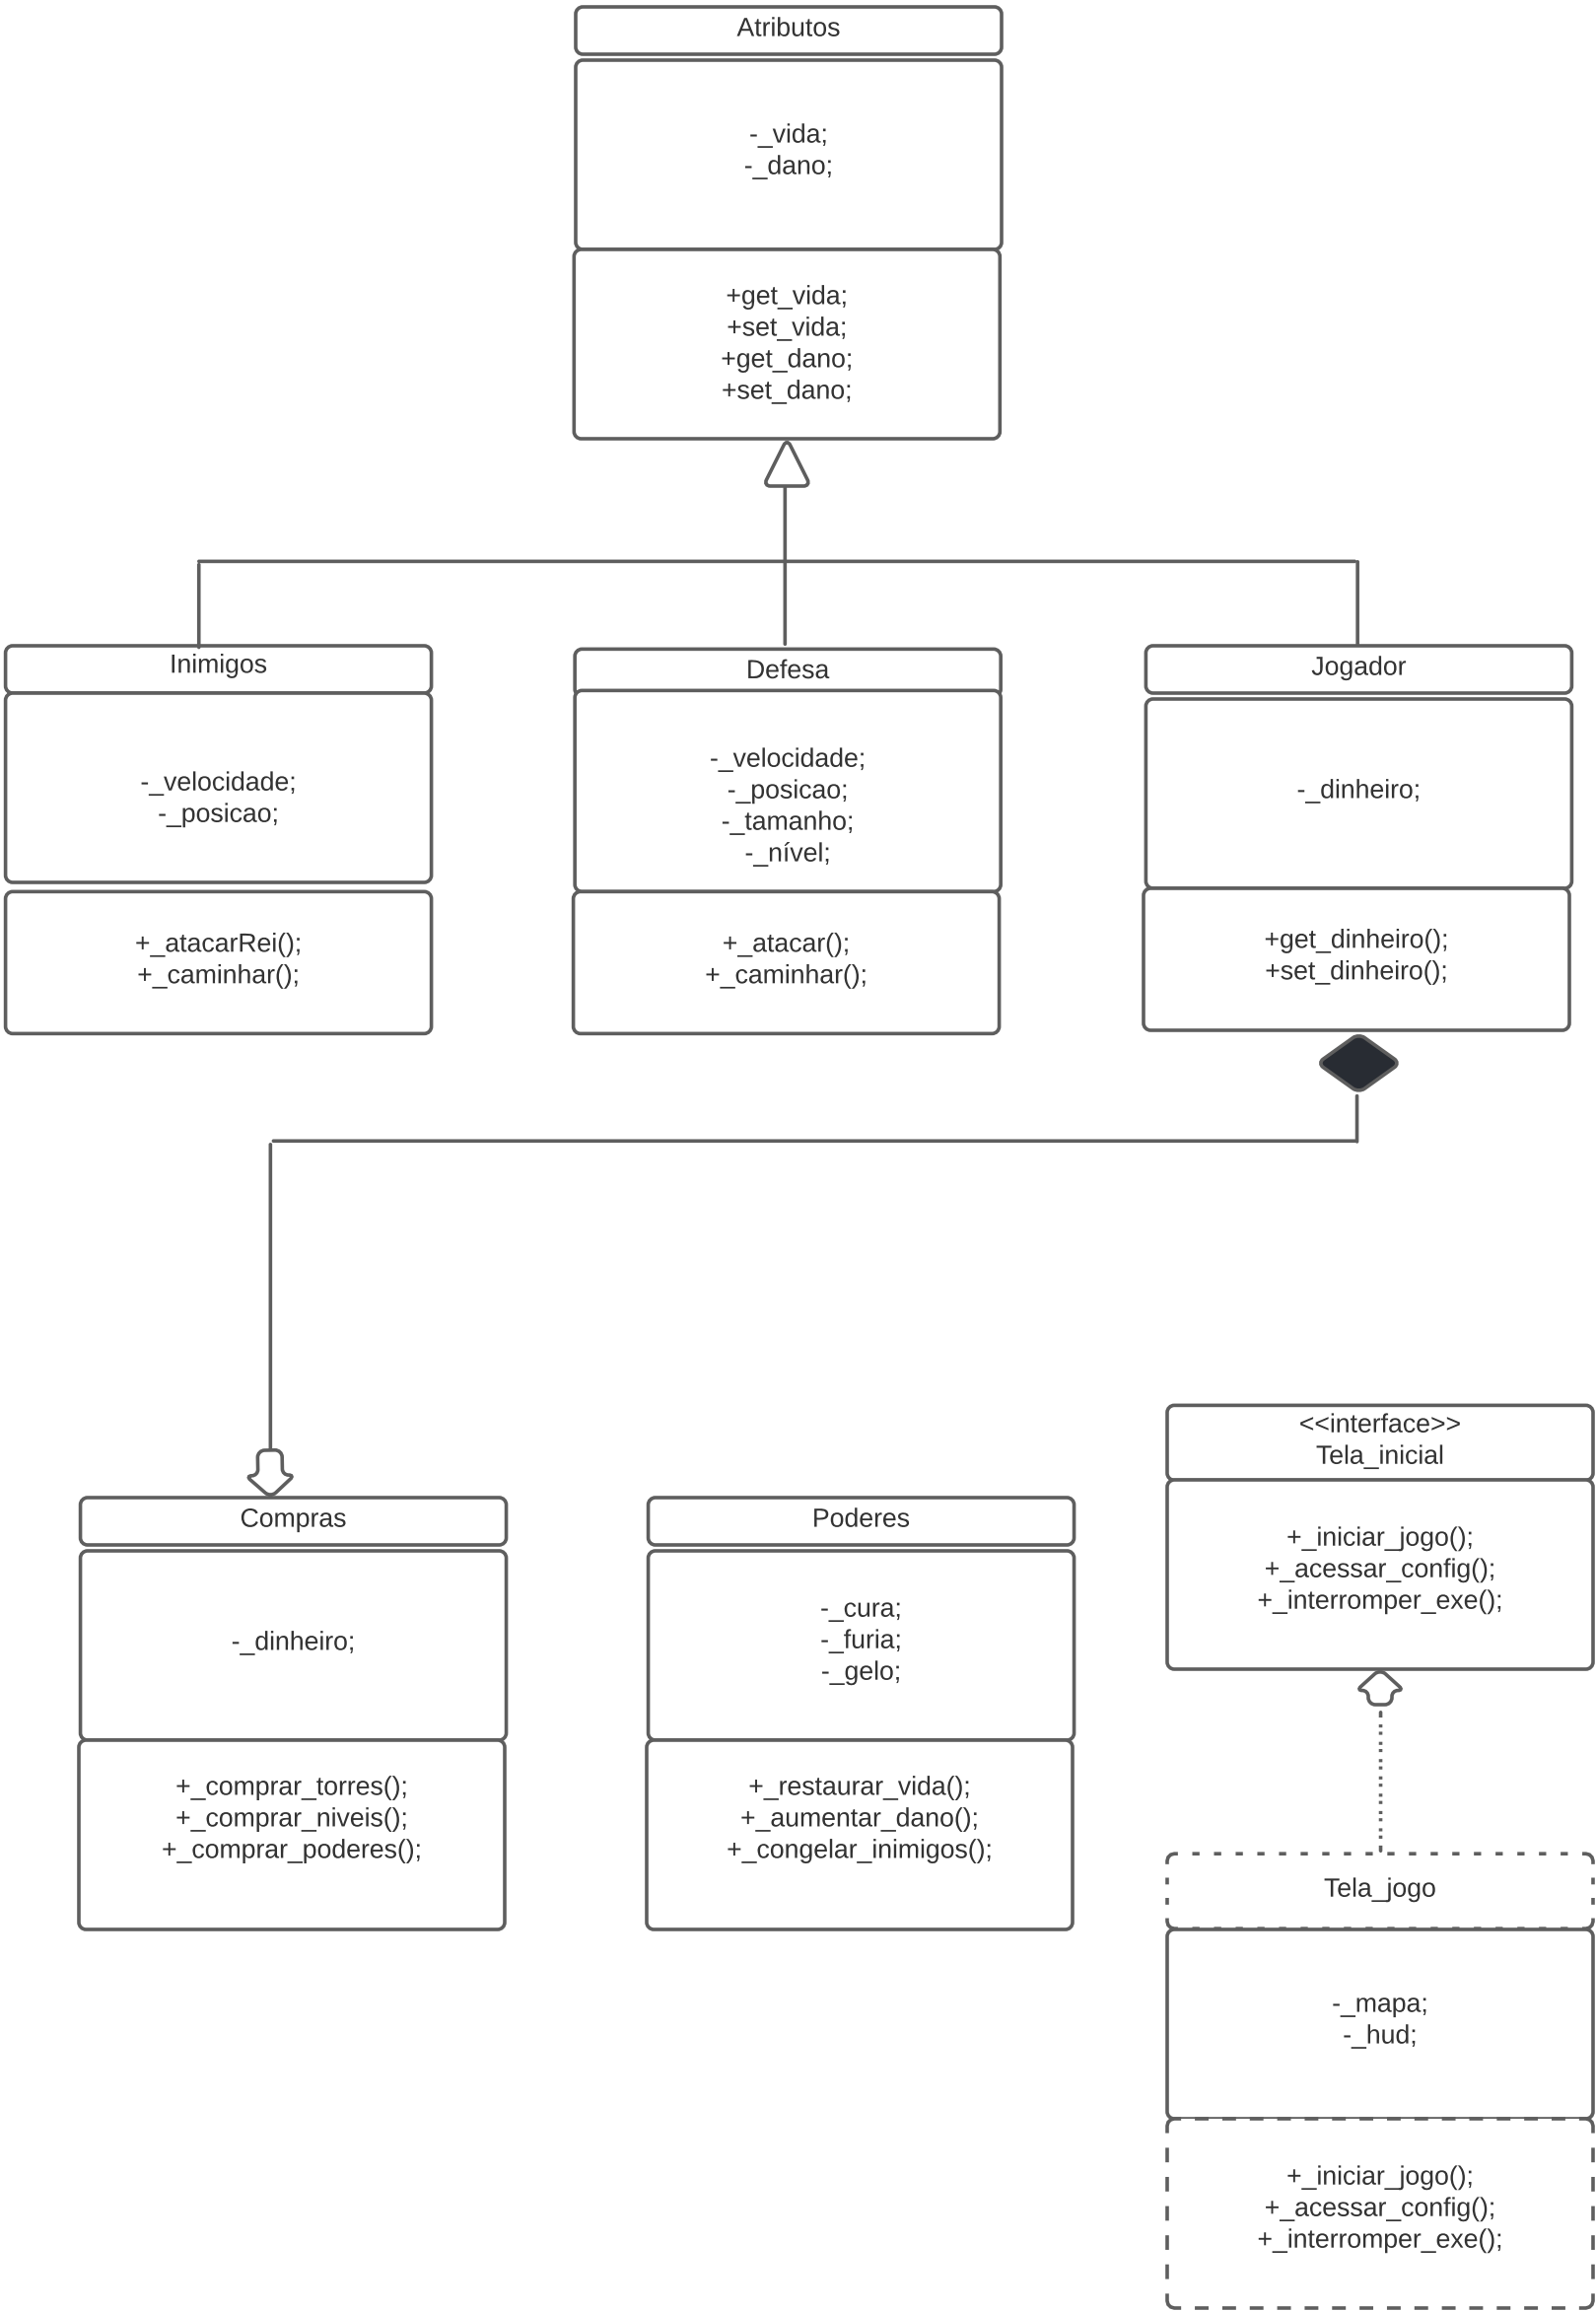 Atributos
-_vida;
-_dano;
+get_vida;
+set_vida;
+get_dano;
+set_dano;
Inimigos
-_velocidade;
-_posicao;
+_atacarRei();
+_caminhar();
Defesa
-_velocidade;
-_posicao;
-_tamanho;
-_nível;
+_atacar();
+_caminhar();
Jogador
-_dinheiro;
+get_dinheiro();
+set_dinheiro();
Compras
-_dinheiro;
+_comprar_torres();
+_comprar_niveis();
+_comprar_poderes();
Poderes
-_cura;
-_furia;
-_gelo;
+_restaurar_vida();
+_aumentar_dano();
+_congelar_inimigos();
<<interface>>
Tela_inicial
+_iniciar_jogo();
+_acessar_config();
+_interromper_exe();
Tela_jogo
-_mapa;
-_hud;
+_iniciar_jogo();
+_acessar_config();
+_interromper_exe();